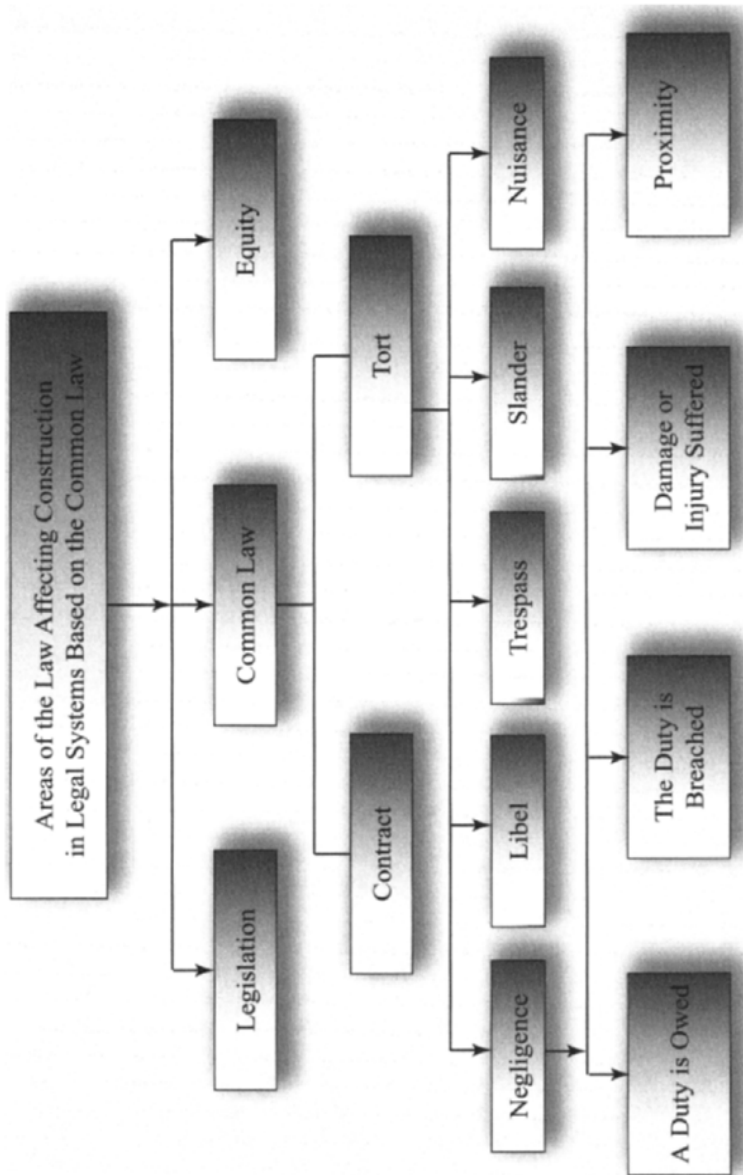 Areas of the Law Affecting Construction
in Legal Systems Based on the Common Law
Legislation
Common Law
Equity
Contract
Tort
Negligence
Libel
Trespass
Slander
Nuisance
A Duty is Owed
The Duty is
Breached
Damage or
Injury Suffered
Proximity